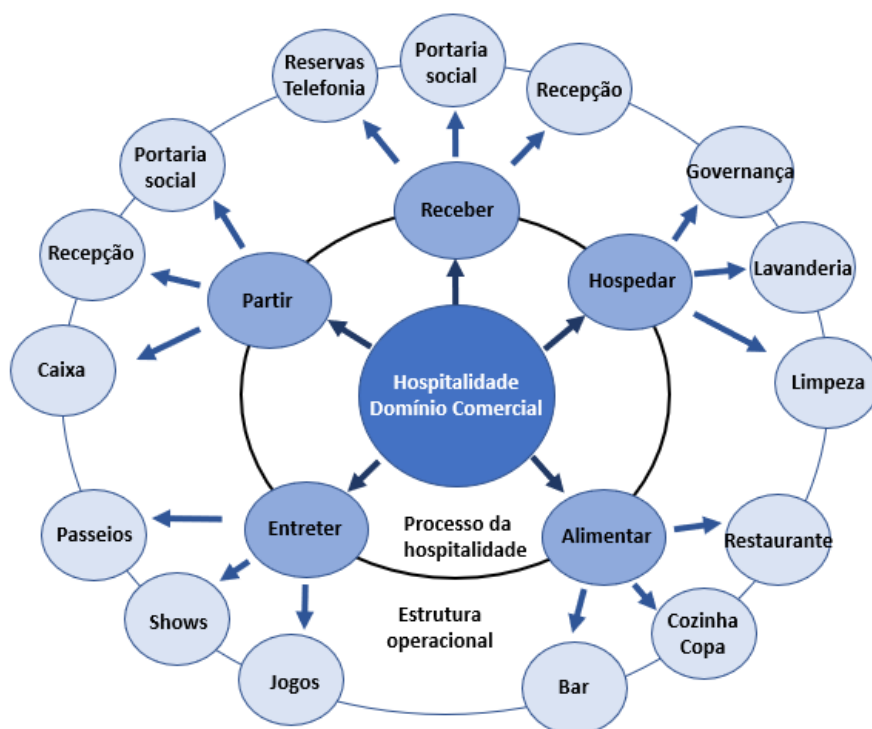 Reservas
Telefonia
Portaria
social
Recepção
Portaria
social
Governança
Receber
Recepção
Lavanderia
Partir
Hospedar
Caixa
Hospitalidade
Domínio Comercial
Limpeza
Passeios
Entreter
Processo da
hospitalidade
Alimentar
Restaurante
Shows
Estrutura
operacional
Cozinha
Copa
Jogos
Bar